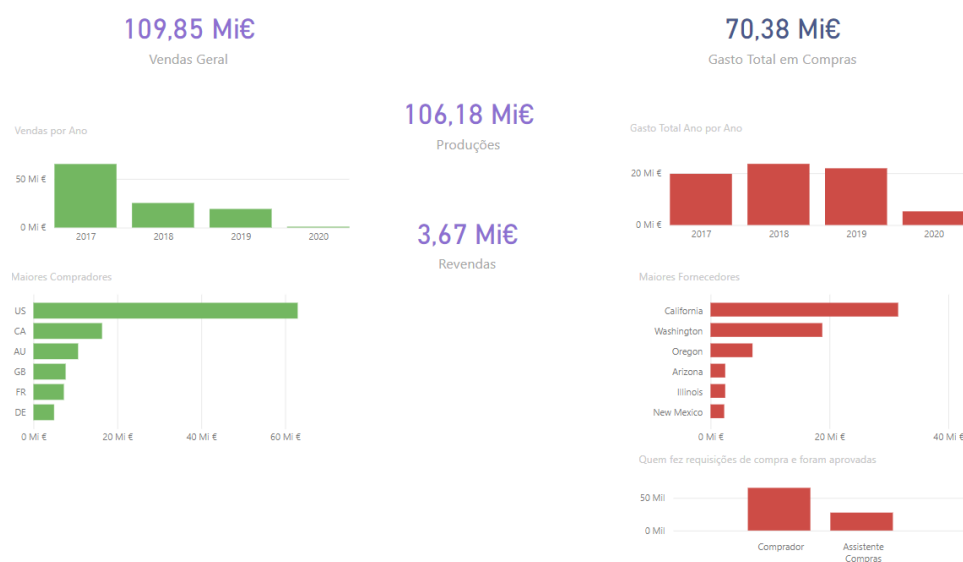 109,85 Mi€
Vendas Geral
70,38 Mi€
Gasto Total em Compras
106,18 Mi€
Produções
3,67 Mi€
Revendas
Vendas por Ano
50 Mi €
0 Mi €
2017 2018 2019 2020
Gasto Total Ano por Ano
20 Mi €
0 Mi €
2017 2018 2019 2020
Maiores Compradores
US
CA
AU
GB
FR
DE
0 Mi € 20 Mi € 40 Mi € 60 Mi €
Maiores Fornecedores
California
Washington
Oregon
Arizona
Illinois
New Mexico
0 Mi € 20 Mi € 40 Mi €
Quem fez requisições de compra e foram aprovadas
50 Mil
0 Mil
Comprador Assistente
Comoras